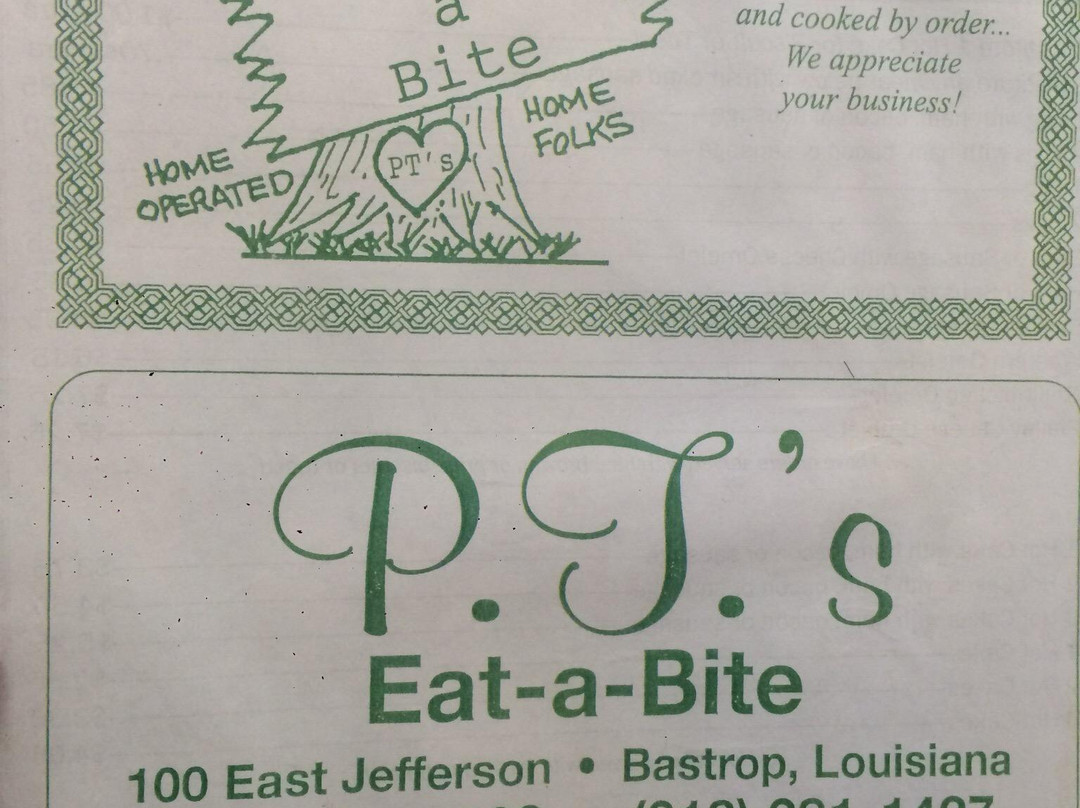 a
Bite
and cooked by order...
We appreciate
your business!
HOME
OPERATED
PT's
HOME
FOLKS
P.T.'s
Eat-a-Bite
100 East Jefferson • Bastrop, Louisiana